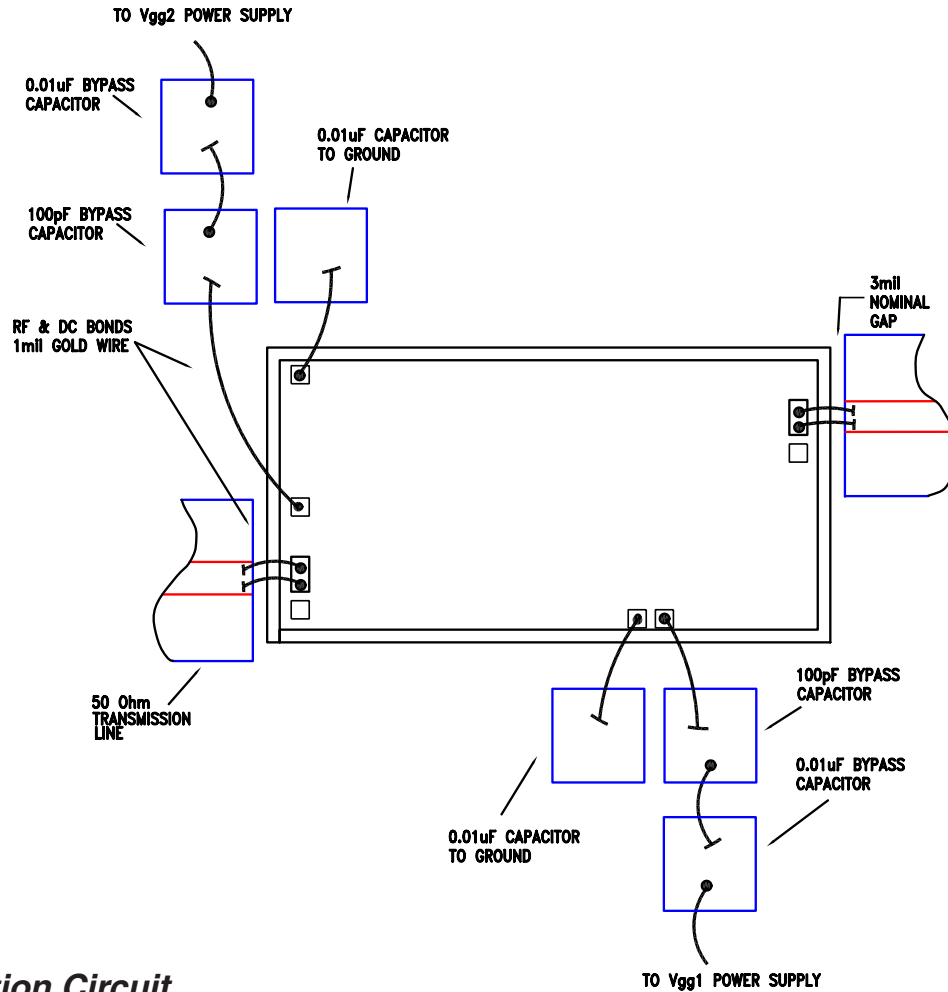 TO Vgg2 POWER SUPPLY
0.01uF BYPASS
CAPACITOR
0.01uF CAPACITOR
TO GROUND
100pF BYPASS
CAPACITOR
3mil
NOMINAL
GAP
RF & DC BONDS
1mil GOLD WIRE
50 Ohm
TRANSMISSION
LINE
100pF BYPASS
CAPACITOR
0.01uF BYPASS
CAPACITOR
0.01uF CAPACITOR
TO GROUND
TO Vgg1 POWER SUPPLY
tion Circuit